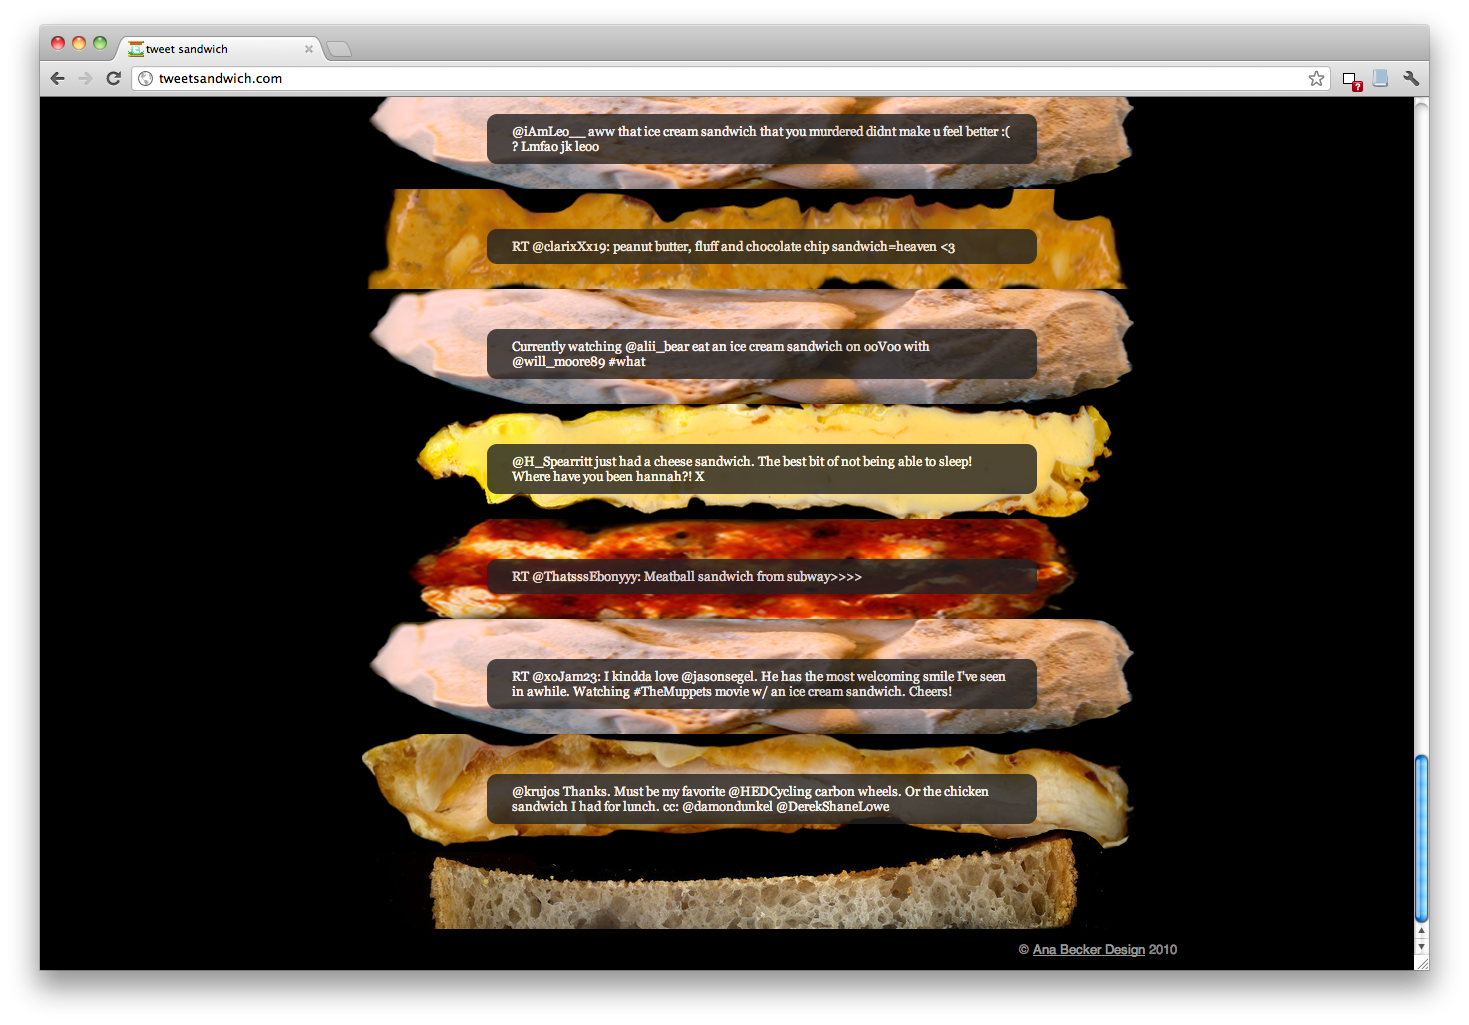 tweet sandwich
tweetsandwich.com
@iAmLeo__ aww that ice cream sandwich that you murdered didnt make u feel better :(
? Lmfao jk leoo
RT @clarixXx19: peanut butter, fluff and chocolate chip sandwich=heaven <3
Currently watching @alii_bear eat an ice cream sandwich on ooVoo with
@will_moore89 #what
@H_Spearritt just had a cheese sandwich. The best bit of not being able to sleep!
Where have you been hannah?! X
RT @ThatsssEbonyyy: Meatball sandwich from subway>>>>
RT @xoJam23: I kindda love @jasonsegel. He has the most welcoming smile I've seen
in awhile. Watching #TheMuppets movie w/ an ice cream sandwich. Cheers!
@krujos Thanks. Must be my favorite @HEDCycling carbon wheels. Or the chicken
sandwich I had for lunch. cc: @damondunkel @DerekShaneLowe
© Ana Becker Design 2010